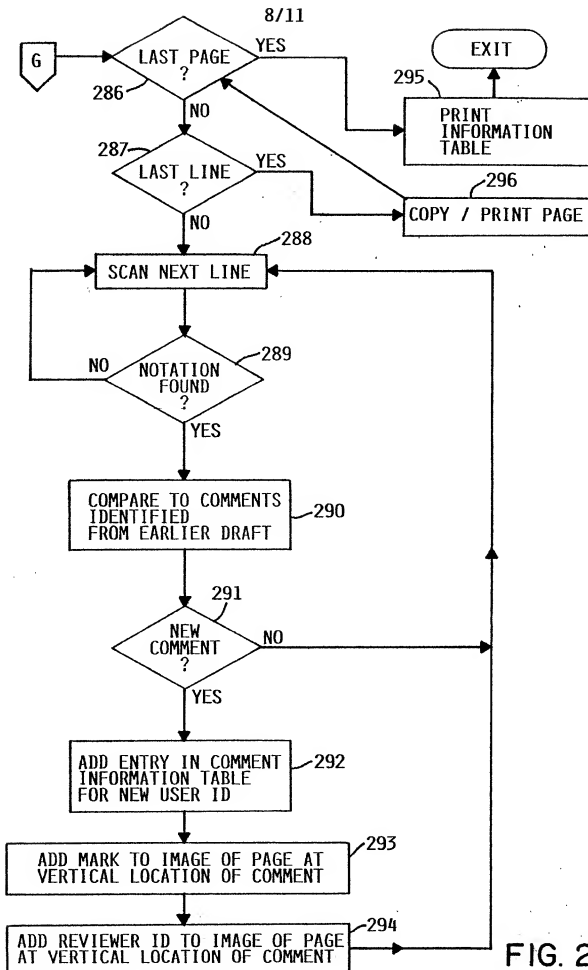 8/11
G
LAST PAGE
?
YES
EXIT
286
NO
295
PRINT
INFORMATION
TABLE
287
LAST LINE
?
YES
296
COPY / PRINT PAGE
NO
288
SCAN NEXT LINE
NO
NOTATION
FOUND
?
289
YES
COMPARE TO COMMENTS
IDENTIFIED
FROM EARLIER DRAFT
290
291
NEW
COMMENT
?
NO
YES
ADD ENTRY IN COMMENT
INFORMATION TABLE
FOR NEW USER ID
292
ADD MARK TO IMAGE OF PAGE AT
VERTICAL LOCATION OF COMMENT
293
ADD REVIEWER ID TO IMAGE OF PAGE
AT VERTICAL LOCATION OF COMMENT
294
FIG. 2